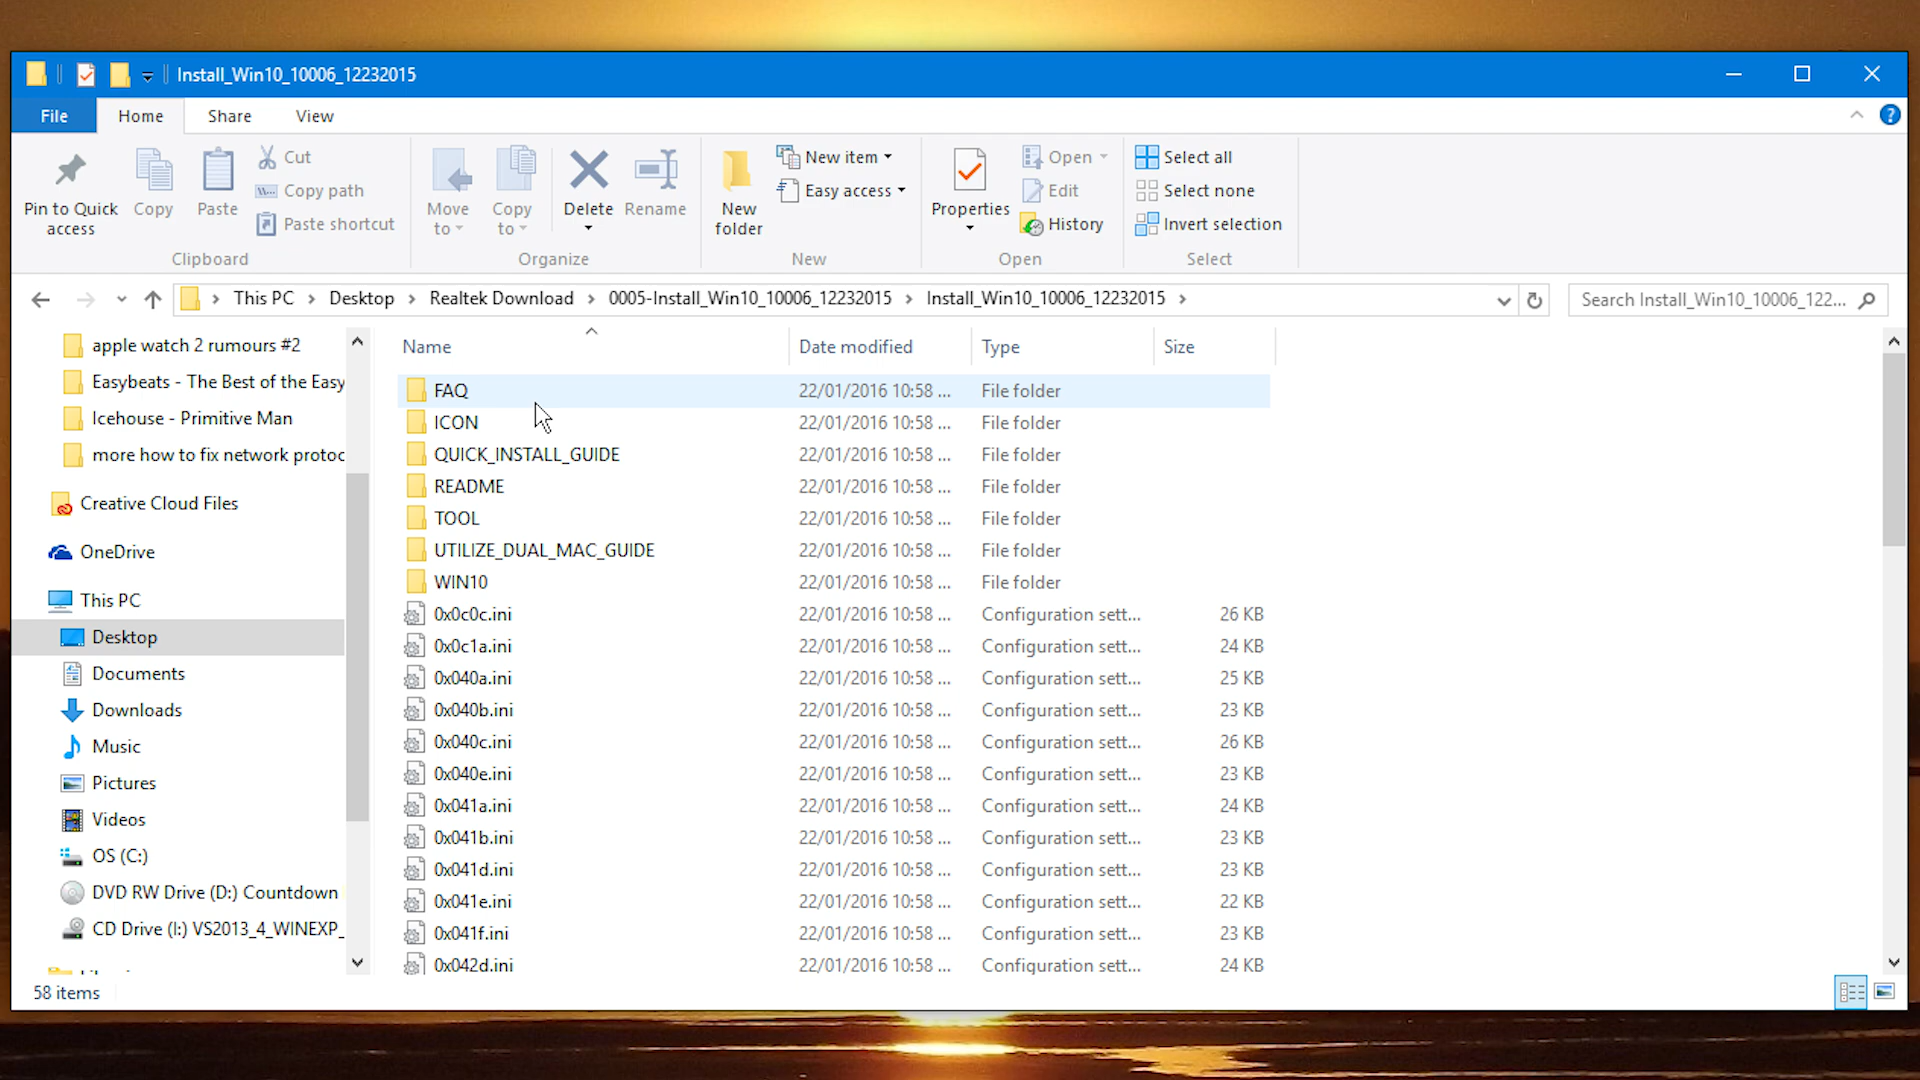 Install_Win10_10006_12232015
File Home Share View
Pin to Quick access
Copy
Paste
Cut
Copy path
Paste shortcut
Clipboard
Move to
Copy to
Delete
Rename
Organize
New folder
New item
Easy access
New
Properties
Open
Edit
History
Open
Select all
Select none
Invert selection
Select
This PC > Desktop > Realtek Download > 0005-Install_Win10_10006_12232015 > Install_Win10_10006_12232015 >
Search Install_Win10_10006_122...
apple watch 2 rumours #2
Easybeats - The Best of the Easy
Icehouse - Primitive Man
more how to fix network protoc
Creative Cloud Files
OneDrive
This PC
Desktop
Documents
Downloads
Music
Pictures
Videos
OS (C:)
DVD RW Drive (D:) Countdown
CD Drive (I:) VS2013_4_WINEXP_
Name Date modified Type Size
FAQ 22/01/2016 10:58 ... File folder
ICON 22/01/2016 10:58 ... File folder
QUICK_INSTALL_GUIDE 22/01/2016 10:58 ... File folder
README 22/01/2016 10:58 ... File folder
TOOL 22/01/2016 10:58 ... File folder
UTILIZE_DUAL_MAC_GUIDE 22/01/2016 10:58 ... File folder
WIN10 22/01/2016 10:58 ... File folder
0x0c0c.ini 22/01/2016 10:58 ... Configuration sett... 26 KB
0x0c1a.ini 22/01/2016 10:58 ... Configuration sett... 24 KB
0x040a.ini 22/01/2016 10:58 ... Configuration sett... 25 KB
0x040b.ini 22/01/2016 10:58 ... Configuration sett... 23 KB
0x040c.ini 22/01/2016 10:58 ... Configuration sett... 26 KB
0x040e.ini 22/01/2016 10:58 ... Configuration sett... 23 KB
0x041a.ini 22/01/2016 10:58 ... Configuration sett... 24 KB
0x041b.ini 22/01/2016 10:58 ... Configuration sett... 23 KB
0x041d.ini 22/01/2016 10:58 ... Configuration sett... 23 KB
0x041e.ini 22/01/2016 10:58 ... Configuration sett... 22 KB
0x041f.ini 22/01/2016 10:58 ... Configuration sett... 23 KB
0x042d.ini 22/01/2016 10:58 ... Configuration sett... 24 KB
58 items